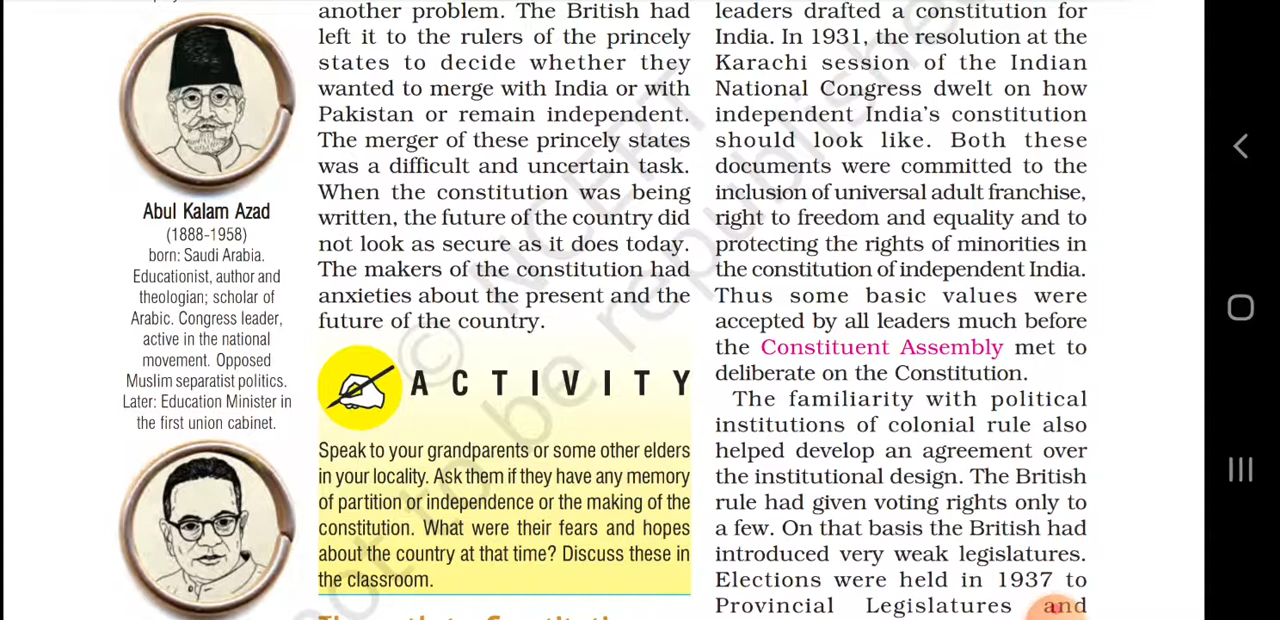 Abul Kalam Azad
(1888-1958)
born: Saudi Arabia.
Educationist, author and
theologian; scholar of
Arabic. Congress leader,
active in the national
movement. Opposed
Muslim separatist politics.
Later: Education Minister in
the first union cabinet.
another problem. The British had
left it to the rulers of the princely
states to decide whether they
wanted to merge with India or with
Pakistan or remain independent.
The merger of these princely states
was a difficult and uncertain task.
When the constitution was being
written, the future of the country did
not look as secure as it does today.
The makers of the constitution had
anxieties about the present and the
future of the country.
ACTIVITY
Speak to your grandparents or some other elders
in your locality. Ask them if they have any memory
of partition or independence or the making of the
constitution. What were their fears and hopes
about the country at that time? Discuss these in
the classroom.
leaders drafted a constitution for
India. In 1931, the resolution at the
Karachi session of the Indian
National Congress dwelt on how
independent India's constitution
should look like. Both these
documents were committed to the
inclusion of universal adult franchise,
right to freedom and equality and to
protecting the rights of minorities in
the constitution of independent India.
Thus some basic values were
accepted by all leaders much before
the Constituent Assembly met to
deliberate on the Constitution.
The familiarity with political
institutions of colonial rule also
helped develop an agreement over
the institutional design. The British
rule had given voting rights only to
a few. On that basis the British had
introduced very weak legislatures.
Elections were held in 1937 to
Provincial Legislatures and
© NCERT
not to be republished